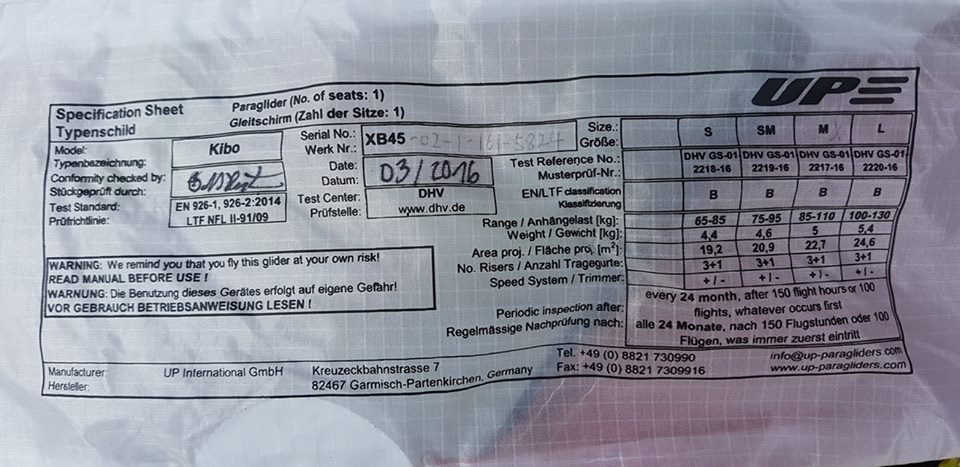 UP
Specification Sheet
Typenschild
Paraglider (No. of seats: 1)
Gleitschirm (Zahl der Sitze: 1)
Model:
Typenbezeichnung:
Kibo
Conformity checked by:
Stückgeprüft durch:
Test Standard:
Prüfrichtlinie:
EN 926-1, 926-2:2014
LTF NFL II-91/09
Serial No.:
Werk Nr.:
XB45
Date:
Datum:
03/2016
Test Center:
Prüfstelle:
DHV
www.dhv.de
Size:
Größe:
S SM M L
Test Reference No.:
Musterprüf-Nr.:
DHV GS-01- DHV GS-01 DHV GS-01 DHV GS-01-
2218-16 2219-16 2217-16 2220-16
EN/LTF classification
Klassifizierung
B B B B
Range / Anhängelast [kg]: 65-85 75-95 85-110 100-130
Weight / Gewicht [kg]: 4,4 4,6 5 5,4
Area proj. / Fläche proj. [m²]: 19,2 20,9 22,7 24,6
No. Risers / Anzahl Tragegurte: 3+1 3+1 3+1 3+1
Speed System / Trimmer: + / - + / - + / - + / -
Periodic inspection after:
every 24 month, after 150 flight hours or 100
flights, whatever occurs first
Regelmässige Nachprüfung nach:
alle 24 Monate, nach 150 Flugstunden oder 100
Flügen, was immer zuerst eintritt
WARNING: We remind you that you fly this glider at your own risk!
READ MANUAL BEFORE USE !
WARNUNG: Die Benutzung dieses Gerätes erfolgt auf eigene Gefahr!
VOR GEBRAUCH BETRIEBSANWEISUNG LESEN !
Manufacturer:
Hersteller:
UP International GmbH
Kreuzeckbahnstrasse 7
82467 Garmisch-Partenkirchen, Germany
Tel. +49 (0) 8821 730990
Fax: +49 (0) 8821 7309916
info@up-paragliders.com
www.up-paragliders.com